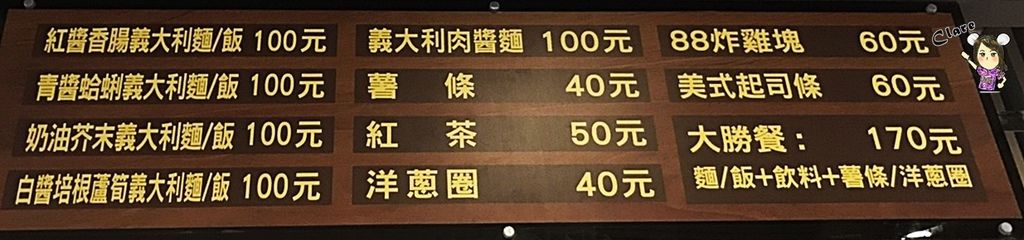 紅醬香腸義大利麵/飯 100元
青醬蛤蜊義大利麵/飯 100元
奶油芥末義大利麵/飯 100元
白醬培根蘆筍義大利麵/飯 100元
義大利肉醬麵 100元
薯條 40元
紅茶 50元
洋蔥圈 40元
88炸雞塊 60元
美式起司條 60元
大勝餐: 170元
麵/飯+飲料+薯條/洋蔥圈
Clare